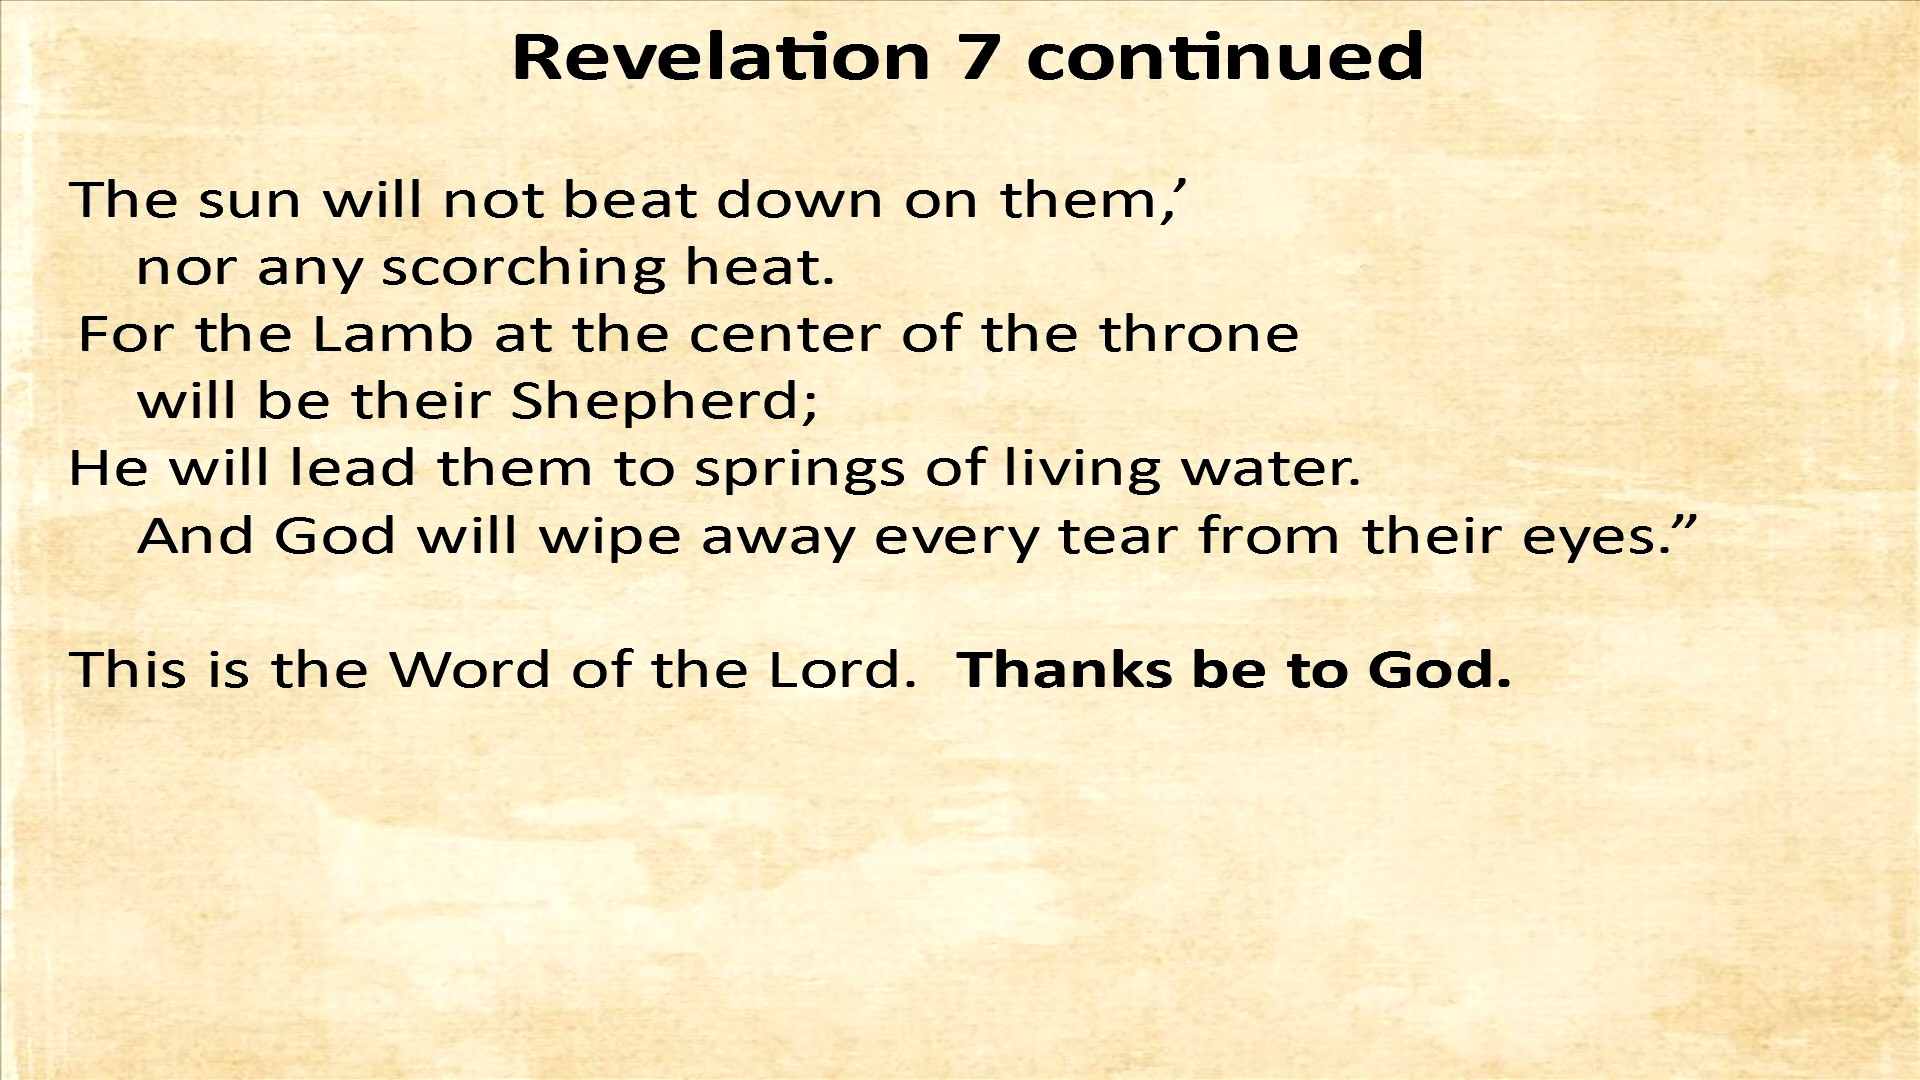 Revelation 7 continued
The sun will not beat down on them,’
nor any scorching heat.
For the Lamb at the center of the throne
will be their Shepherd;
He will lead them to springs of living water.
And God will wipe away every tear from their eyes.”
This is the Word of the Lord.  Thanks be to God.